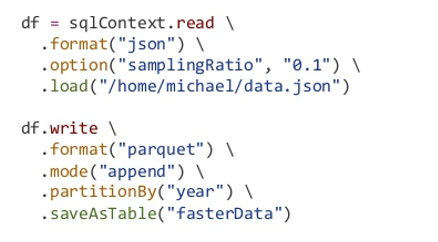 df = sqlContext.read \
.format("json") \
.option("samplingRatio", "0.1") \
.load("/home/michael/data.json")
df.write \
.format("parquet") \
.mode("append") \
.partitionBy("year") \
.saveAsTable("fasterData")